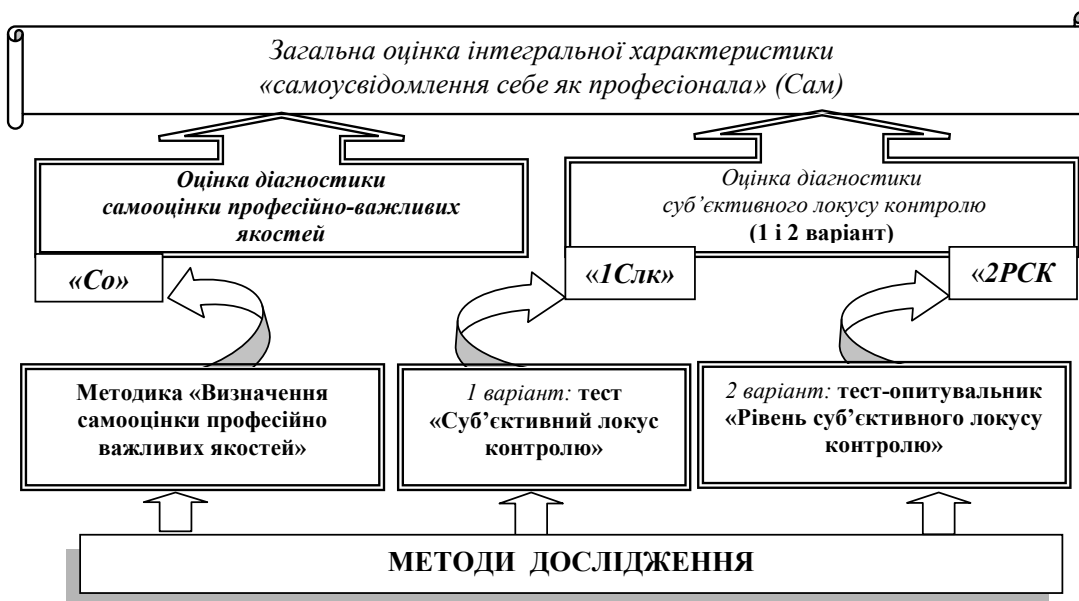 Загальна оцінка інтегральної характеристики
«самоусвідомлення себе як професіонала» (Сам)
Оцінка діагностики
самооцінки професійно-важливих
якостей
Оцінка діагностики
суб’єктивного локусу контролю
(1 і 2 варіант)
«Со»
«1Слк»
«2РСК
Методика «Визначення
самооцінки професійно
важливих якостей»
1 варіант: тест
«Суб’єктивний локус
контролю»
2 варіант: тест-опитувальник
«Рівень суб’єктивного локусу
контролю»
МЕТОДИ ДОСЛІДЖЕННЯ